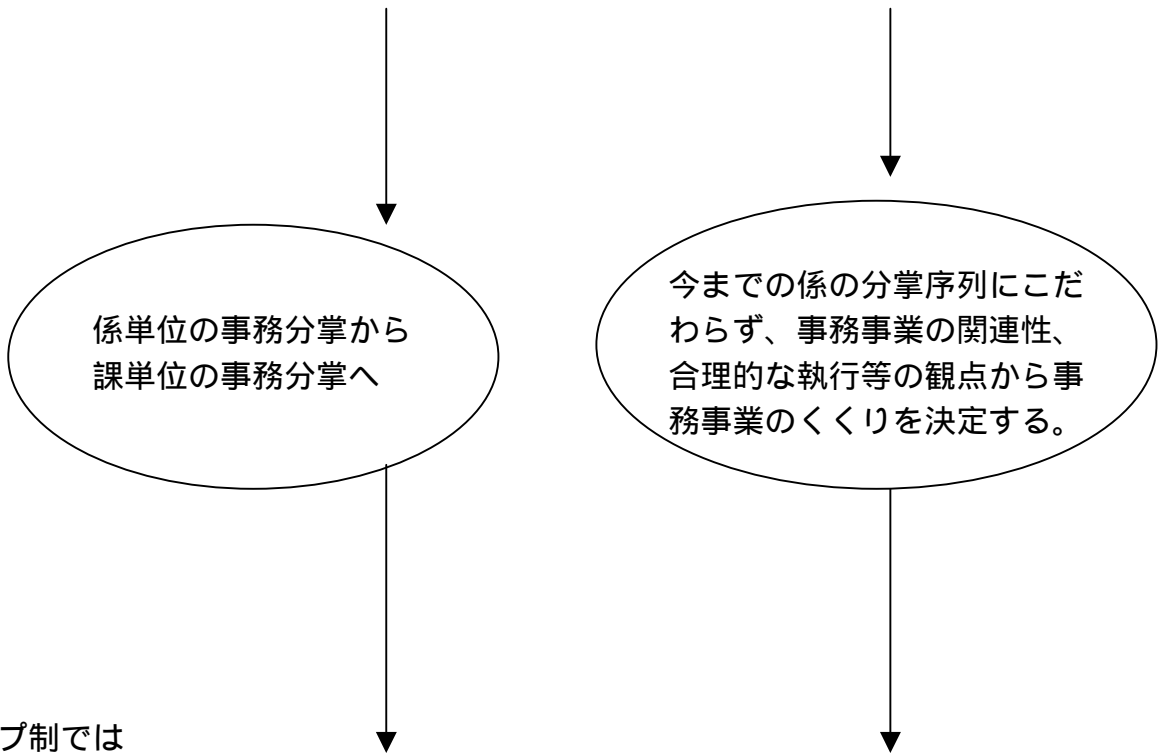 係単位の事務分掌から
課単位の事務分掌へ
今までの係の分掌序列にこだ
わらず、事務事業の関連性、
合理的な執行等の観点から事
務事業のくくりを決定する。
プ制では